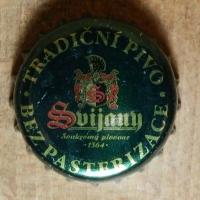 TRADIČNÍ PIVO
Svijany
Soukromý pivovar
• 1564 •
• BEZ PASTERIZACE •